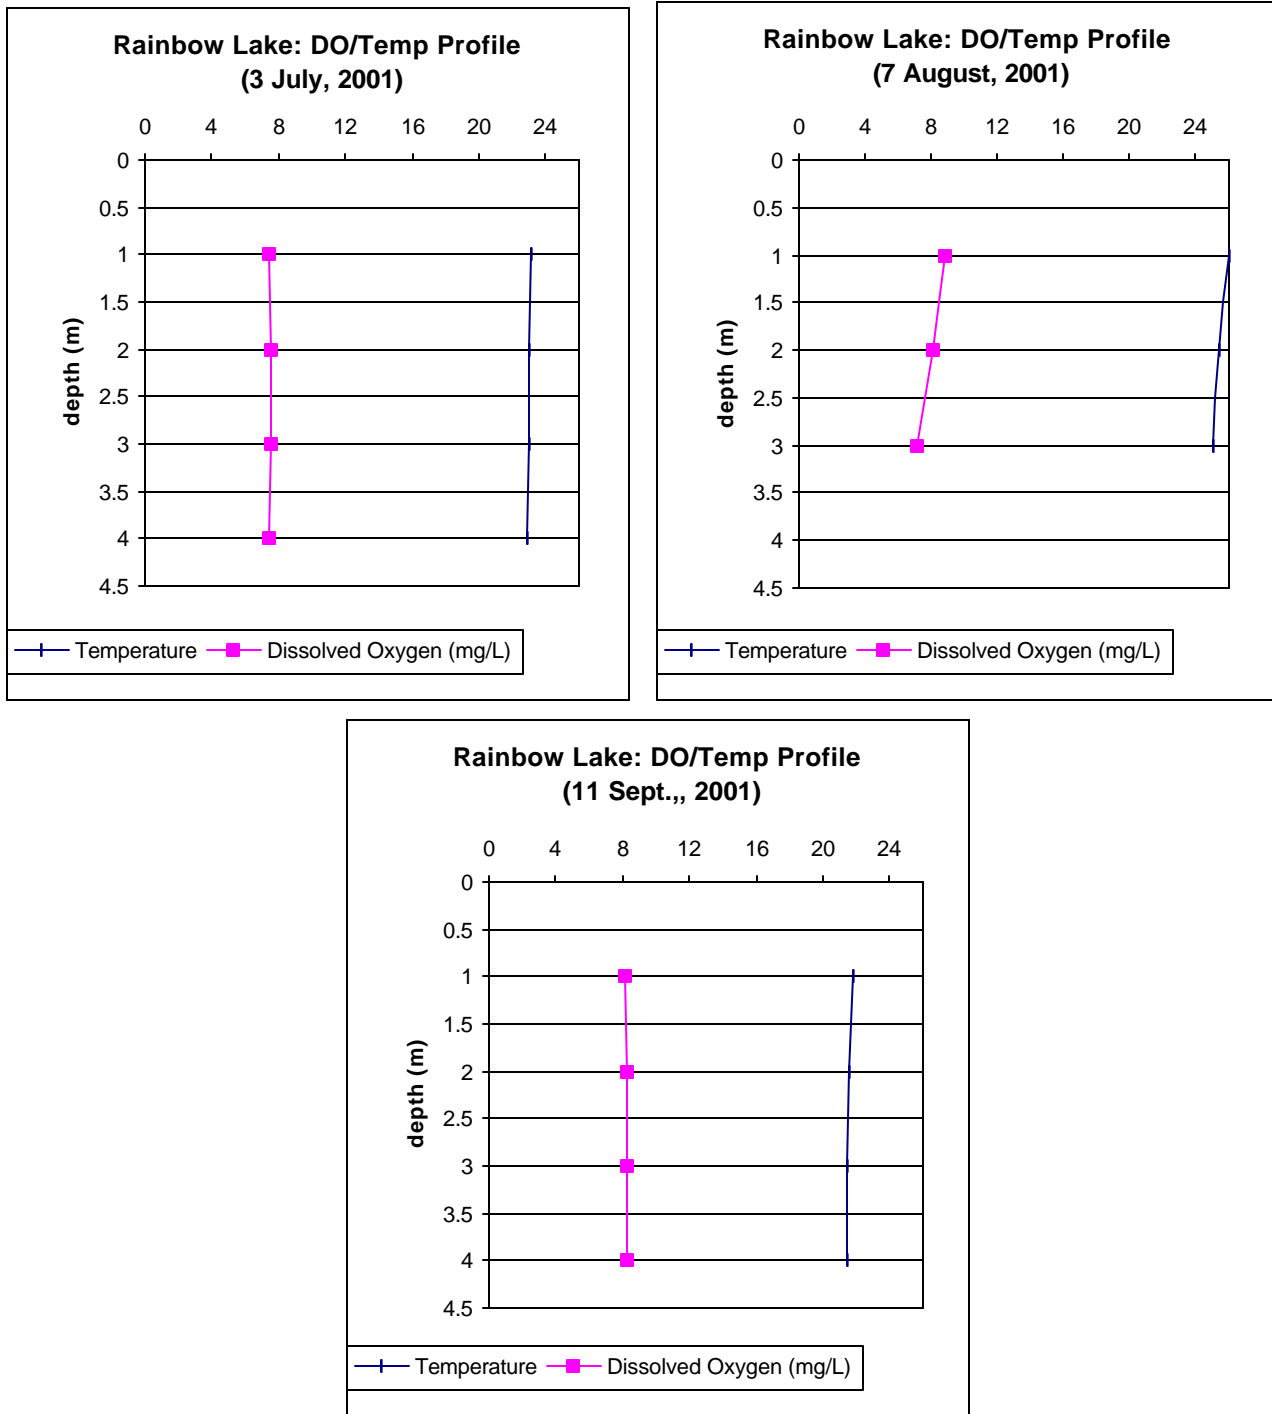 Rainbow Lake: DO/Temp Profile
(3 July, 2001)
0 4 8 12 16 20 24
0
0.5
1
1.5
2
2.5
3
3.5
4
4.5
depth (m)
Temperature Dissolved Oxygen (mg/L)
Rainbow Lake: DO/Temp Profile
(7 August, 2001)
0 4 8 12 16 20 24
0
0.5
1
1.5
2
2.5
3
3.5
4
4.5
depth (m)
Temperature Dissolved Oxygen (mg/L)
Rainbow Lake: DO/Temp Profile
(11 Sept.,, 2001)
0 4 8 12 16 20 24
0
0.5
1
1.5
2
2.5
3
3.5
4
4.5
depth (m)
Temperature Dissolved Oxygen (mg/L)